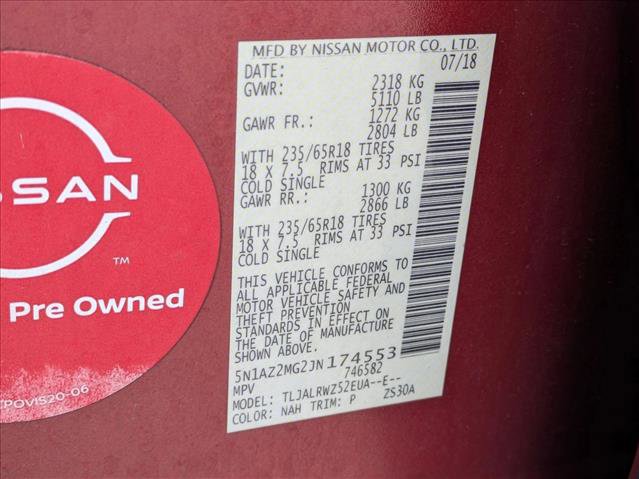 MFD BY NISSAN MOTOR CO., LTD.
DATE: 07/18
GVWR: 2318 KG
5110 LB
GAWR FR.: 1272 KG
2804 LB
WITH 235/65R18 TIRES
18 X 7.5 RIMS AT 33 PSI
COLD SINGLE
GAWR RR.: 1300 KG
2866 LB
WITH 235/65R18 TIRES
18 X 7.5 RIMS AT 33 PSI
COLD SINGLE
THIS VEHICLE CONFORMS TO
ALL APPLICABLE FEDERAL
MOTOR VEHICLE SAFETY AND
THEFT PREVENTION
STANDARDS IN EFFECT ON
THE DATE OF MANUFACTURE
SHOWN ABOVE.
5N1AZ2MG2JN174553
MPV 746582
MODEL: TLJALRWZ52EUA--E--
COLOR: NAH TRIM: P ZS30A
SSAN
TM
Pre Owned
POVIS20-06